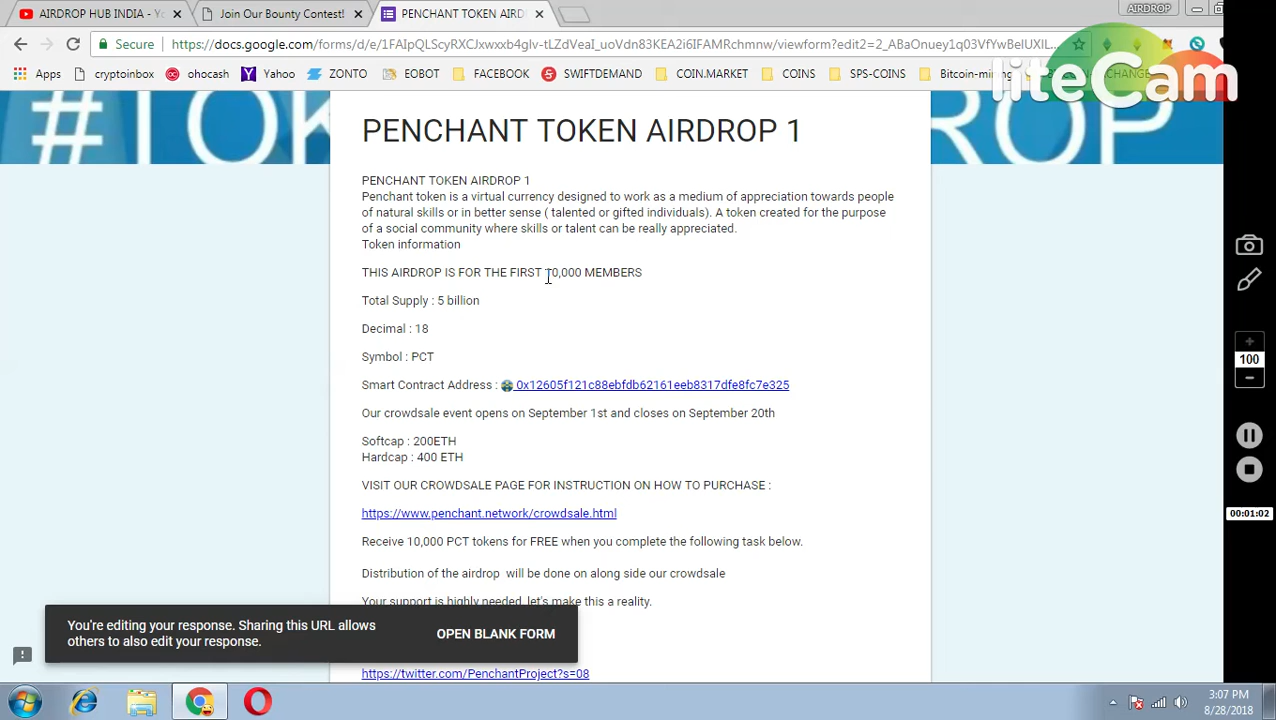 AIRDROP HUB INDIA - Yo
Join Our Bounty Contest
PENCHANT TOKEN AIRD
AIRDROP
Secure
https://docs.google.com/forms/d/e/
Apps
cryptoinbox
ohocash
Yahoo
ZONTO
EOBOT
FACEBOOK
SWIFTDEMAND
COIN.MARKET
COINS
SPS-COINS
liteCam
PENCHANT TOKEN AIRDROP 1
PENCHANT TOKEN AIRDROP 1
Penchant token is a virtual currency designed to work as a medium of appreciation towards people
of natural skills or in better sense ( talented or gifted individuals). A token created for the purpose
of a social community where skills or talent can be really appreciated.
Token information
THIS AIRDROP IS FOR THE FIRST 10,000 MEMBERS
Total Supply : 5 billion
Decimal : 18
Symbol : PCT
Smart Contract Address : 0x12605f121c88ebfdb62161eeb8317dfe8fc7e325
Our crowdsale event opens on September 1st and closes on September 20th
Softcap : 200ETH
Hardcap : 400 ETH
VISIT OUR CROWDSALE PAGE FOR INSTRUCTION ON HOW TO PURCHASE :
https://www.penchant.network/crowdsale.html
Receive 10,000 PCT tokens for FREE when you complete the following task below.
Distribution of the airdrop will be done on along side our crowdsale
Your support is highly needed, let's make this a reality.
You're editing your response. Sharing this URL allows
others to also edit your response.
OPEN BLANK FORM
https://twitter.com/PenchantProject?s=08
100
00:01:02
3:07 PM
8/28/2018